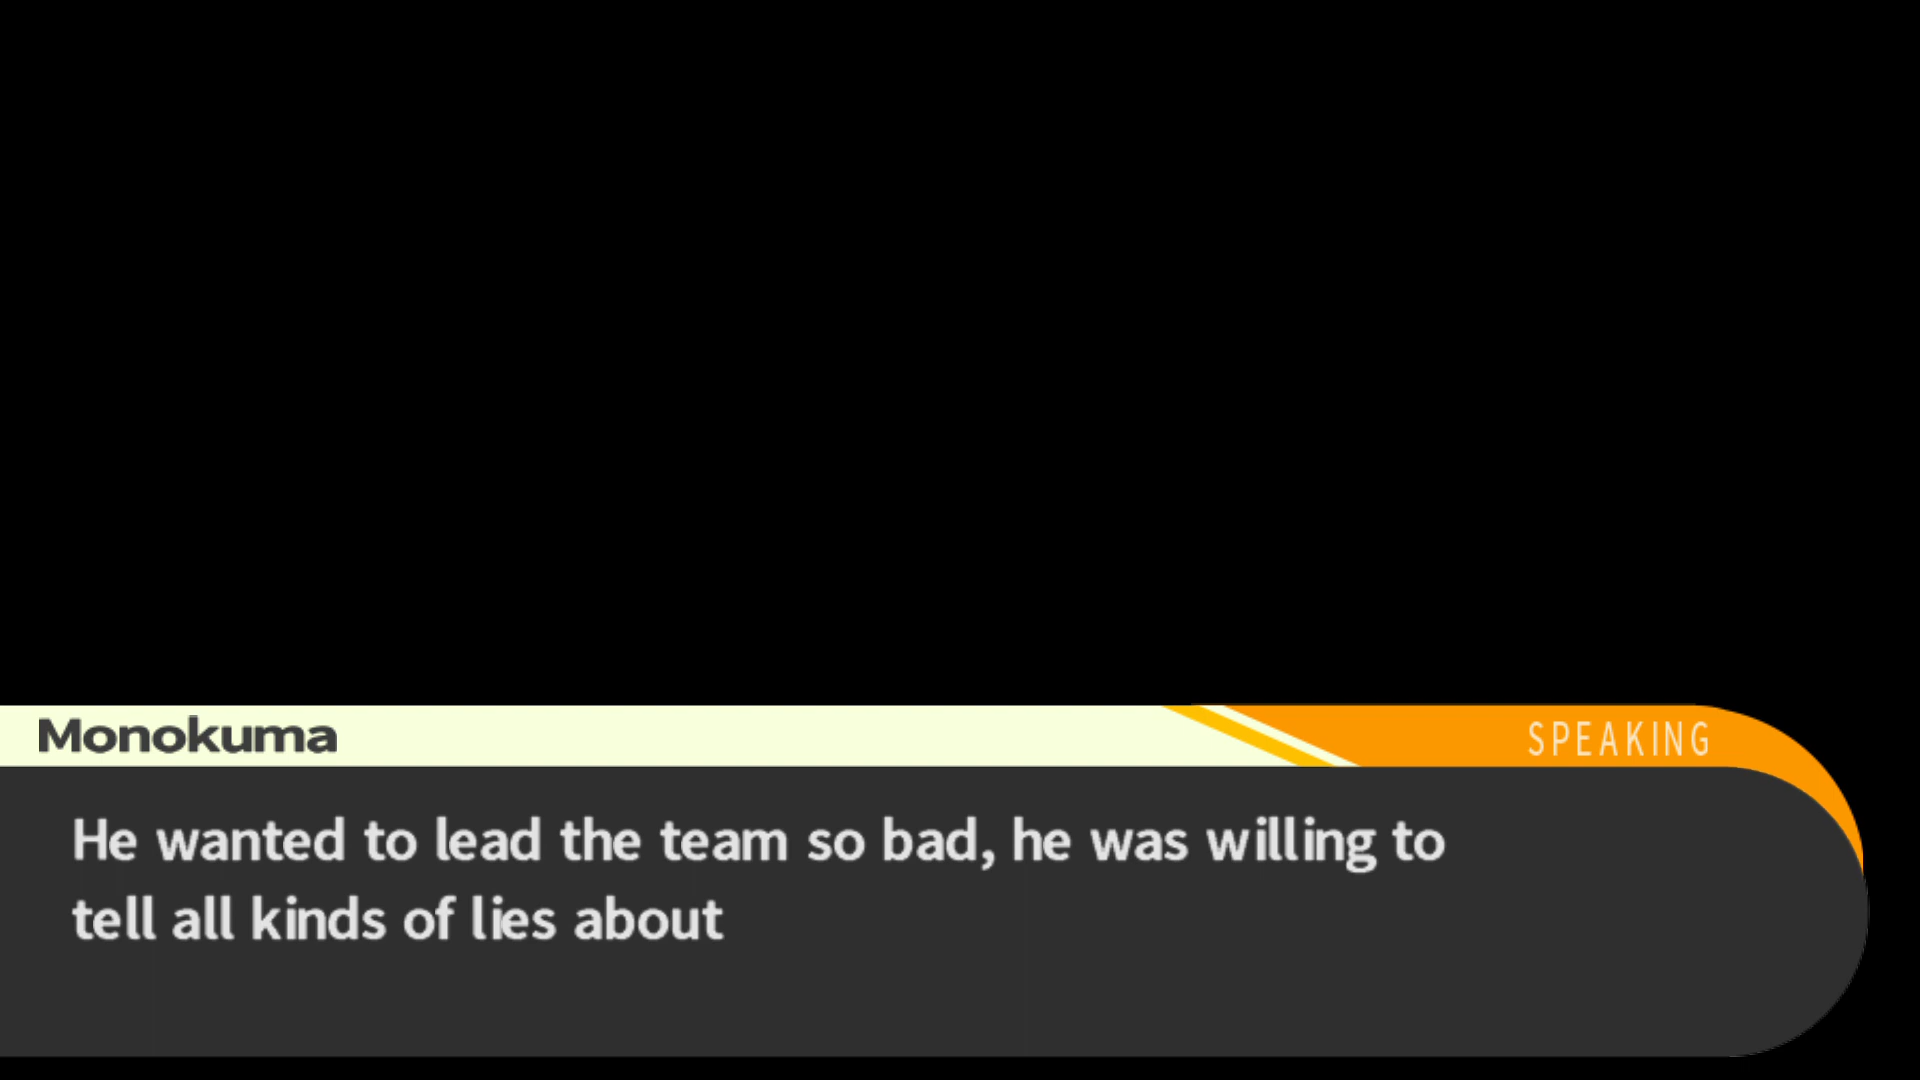 Monokuma
SPEAKING
He wanted to lead the team so bad, he was willing to
tell all kinds of lies about